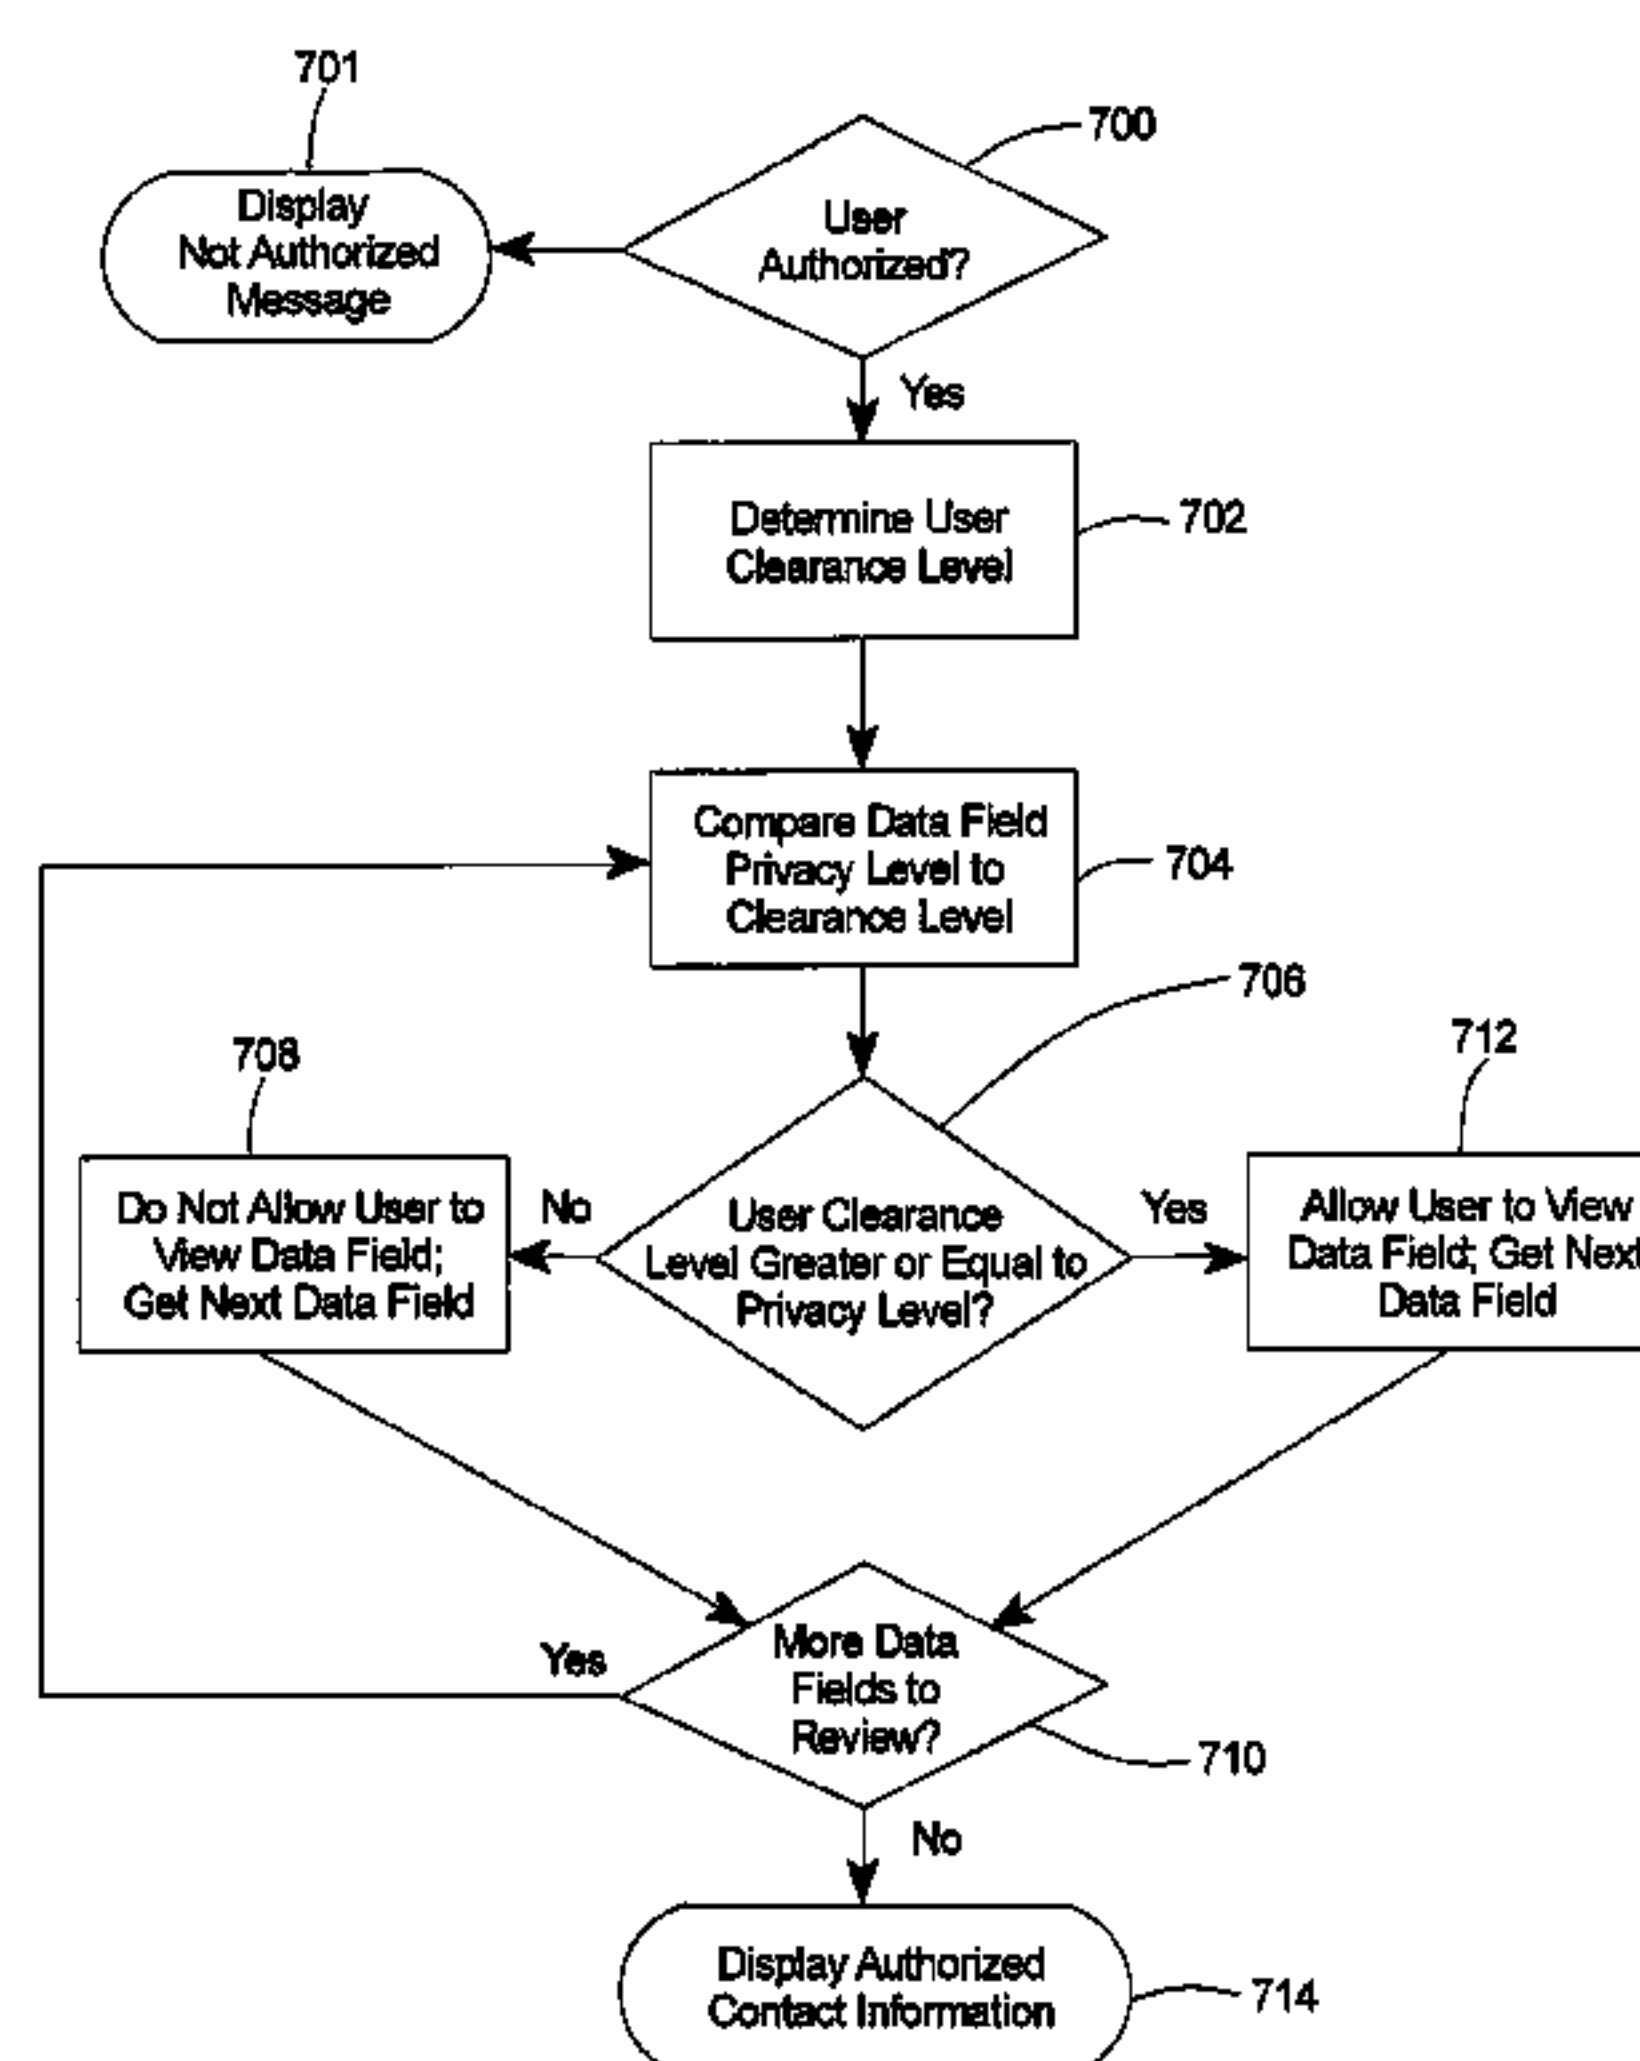 701
700
Display
Not Authorized
Message
User
Authorized?
Yes
Determine User
Clearance Level
702
Compare Data Field
Privacy Level to
Clearance Level
704
706
708
712
Do Not Allow User to
View Data Field;
Get Next Data Field
No
User Clearance
Level Greater or Equal to
Privacy Level?
Yes
Allow User to View
Data Field; Get Next
Data Field
Yes
More Data
Fields to
Review?
710
No
Display Authorized
Contact Information
714